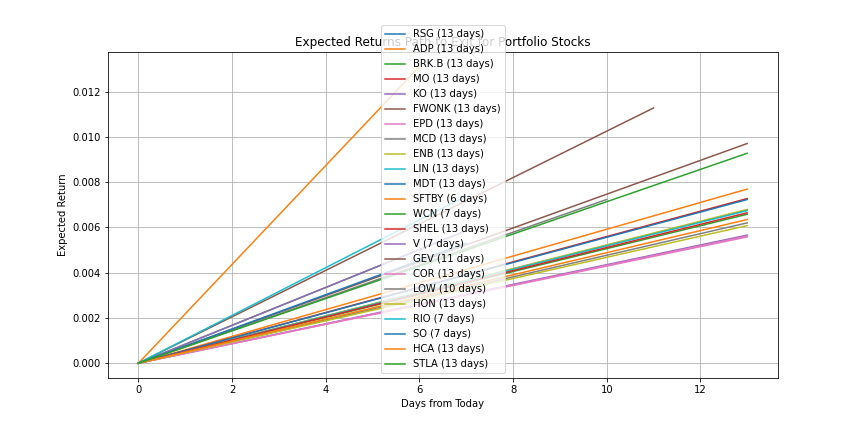 Expected Returns Path to Exit for Portfolio Stocks
RSG (13 days)
ADP (13 days)
BRK.B (13 days)
MO (13 days)
KO (13 days)
FWONK (13 days)
EPD (13 days)
MCD (13 days)
ENB (13 days)
LIN (13 days)
MDT (13 days)
SFTBY (6 days)
WCN (7 days)
SHEL (13 days)
V (7 days)
GEV (11 days)
COR (13 days)
LOW (10 days)
HON (13 days)
RIO (7 days)
SO (7 days)
HCA (13 days)
STLA (13 days)
Expected Return
0.012
0.010
0.008
0.006
0.004
0.002
0.000
0 2 4 6 8 10 12
Days from Today